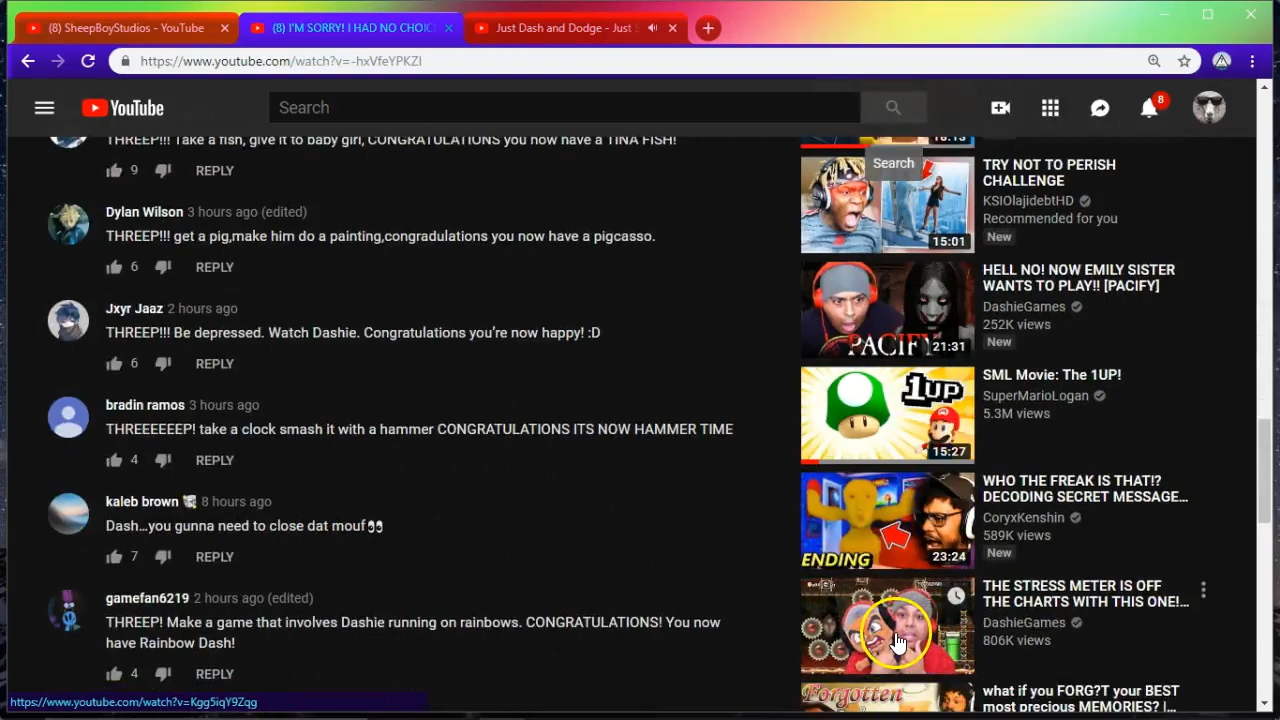 (8) SheepBoyStudios - YouTube
(8) I'M SORRY! I HAD NO CHOIC
Just Dash and Dodge - Just S
https://www.youtube.com/watch?v=-hxVfeYPKZI
YouTube
Search
8
Search
THREEP!!! Take a fish, give it to baby girl, CONGRATULATIONS you now have a TINA FISH!
9
REPLY
Dylan Wilson 3 hours ago (edited)
THREEP!!! get a pig,make him do a painting,congradulations you now have a pigcasso.
6
REPLY
Jxyr Jaaz 2 hours ago
THREEP!!! Be depressed. Watch Dashie. Congratulations you're now happy! :D
6
REPLY
bradin ramos 3 hours ago
THREEEEEEP! take a clock smash it with a hammer CONGRATULATIONS ITS NOW HAMMER TIME
4
REPLY
kaleb brown 8 hours ago
Dash…you gunna need to close dat mouf👀
7
REPLY
gamefan6219 2 hours ago (edited)
THREEP! Make a game that involves Dashie running on rainbows. CONGRATULATIONS! You now
have Rainbow Dash!
4
REPLY
https://www.youtube.com/watch?v=Kgg5iqY9Zqg
18:13
15:01
TRY NOT TO PERISH
CHALLENGE
KSIOlajidebtHD
Recommended for you
New
PACIFY
21:31
HELL NO! NOW EMILY SISTER
WANTS TO PLAY!! [PACIFY]
DashieGames
252K views
New
1UP
15:27
SML Movie: The 1UP!
SuperMarioLogan
5.3M views
ENDING
23:24
WHO THE FREAK IS THAT!?
DECODING SECRET MESSAGE…
CoryxKenshin
589K views
New
THE STRESS METER IS OFF
THE CHARTS WITH THIS ONE!…
DashieGames
806K views
Forgotten
what if you FORG?T your BEST
most precious MEMORIES? |…